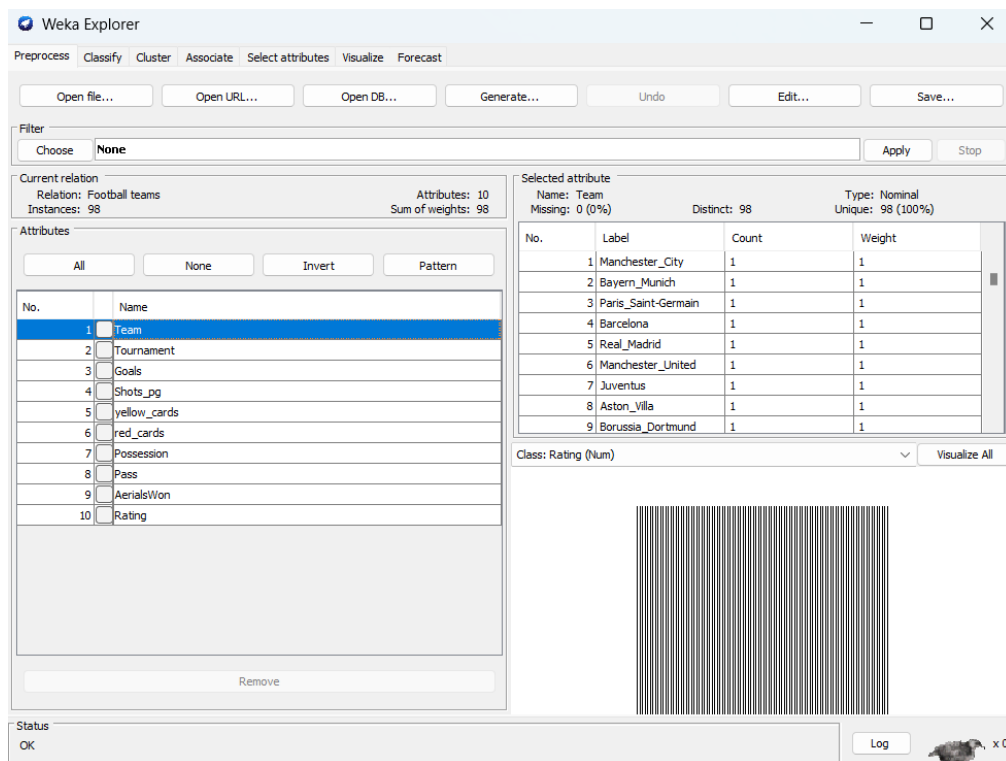 Weka Explorer
Preprocess Classify Cluster Associate Select attributes Visualize Forecast
Open file... Open URL... Open DB... Generate... Undo Edit... Save...
Filter
Choose None Apply Stop
Current relation
Relation: Football teams Attributes: 10
Instances: 98 Sum of weights: 98
Attributes
All None Invert Pattern
No. Name
1 Team
2 Tournament
3 Goals
4 Shots_pg
5 yellow_cards
6 red_cards
7 Possession
8 Pass
9 AerialsWon
10 Rating
Remove
Selected attribute
Name: Team Type: Nominal
Missing: 0 (0%) Distinct: 98 Unique: 98 (100%)
No. Label Count Weight
1 Manchester_City 1 1
2 Bayern_Munich 1 1
3 Paris_Saint-Germain 1 1
4 Barcelona 1 1
5 Real_Madrid 1 1
6 Manchester_United 1 1
7 Juventus 1 1
8 Aston_Villa 1 1
9 Borussia_Dortmund 1 1
Class: Rating (Num) Visualize All
Status
OK
Log x 0